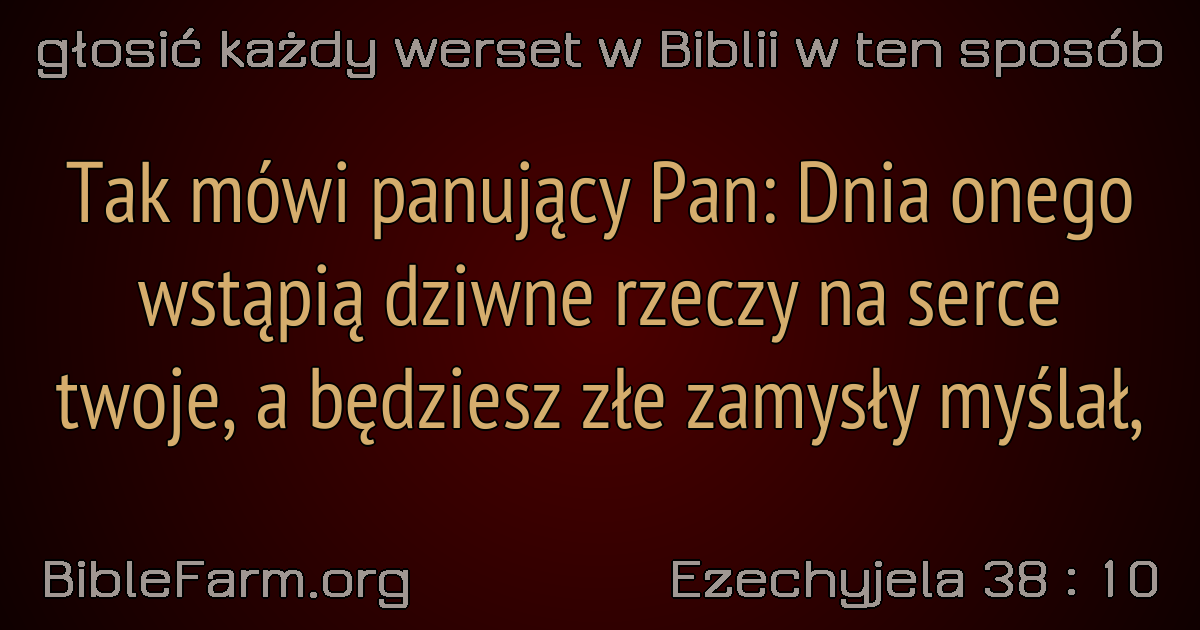 głosić każdy werset w Biblii w ten sposób
Tak mówi panujący Pan: Dnia onego
wstąpią dziwne rzeczy na serce
twoje, a będziesz złe zamysły myślał,
BibleFarm.org
Ezechyjela 38 : 10